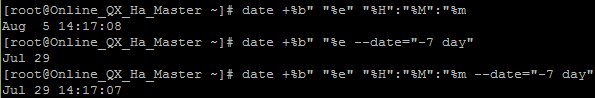 [root@Online_QX_Ha_Master ~]# date +%b" "%e" "%H":"%M":"%m
Aug  5 14:17:08
[root@Online_QX_Ha_Master ~]# date +%b" "%e --date="-7 day"
Jul 29
[root@Online_QX_Ha_Master ~]# date +%b" "%e" "%H":"%M":"%m --date="-7 day"
Jul 29 14:17:07